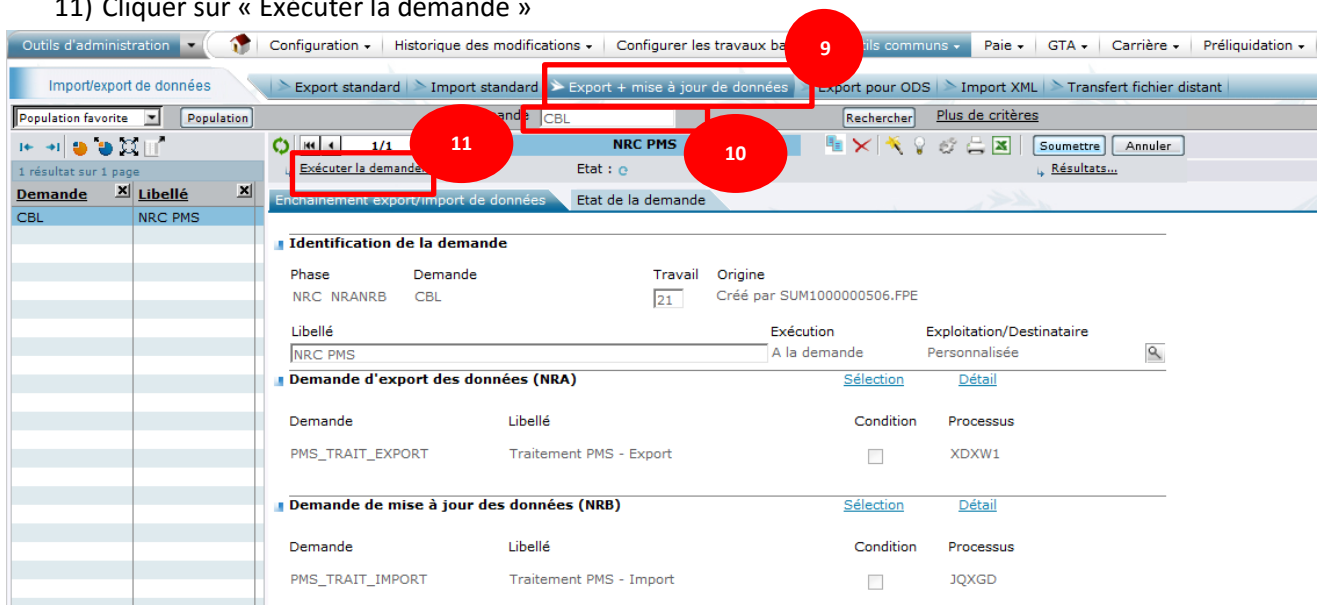 11) Cliquer sur « Exécuter la demande »
Outils d'administration Configuration Historique des modifications Configurer les travaux 9 commu Paie GTA Carrière Préliquidation
Import/export de données Export standard Import standard Export + mise à jour de données Export pour ODS Import XML Transfert fichier distant
Population favorite Population CBL Rechercher Plus de critères
1/1 11 NRC PMS 10 Soumettre Annuler
1 résultat sur 1 page Exécuter la demande Etat : Résultats...
Demande Libellé Enchaînement export/import de données Etat de la demande
CBL NRC PMS
Identification de la demande
Phase Demande Travail Origine
NRC NRANRB CBL 21 Créé par SUM1000000506.FPE
Libellé Exécution Exploitation/Destinataire
NRC PMS A la demande Personnalisée
Demande d'export des données (NRA) Sélection Détail
Demande Libellé Condition Processus
PMS_TRAIT_EXPORT Traitement PMS - Export XDXW1
Demande de mise à jour des données (NRB) Sélection Détail
Demande Libellé Condition Processus
PMS_TRAIT_IMPORT Traitement PMS - Import JQXGD